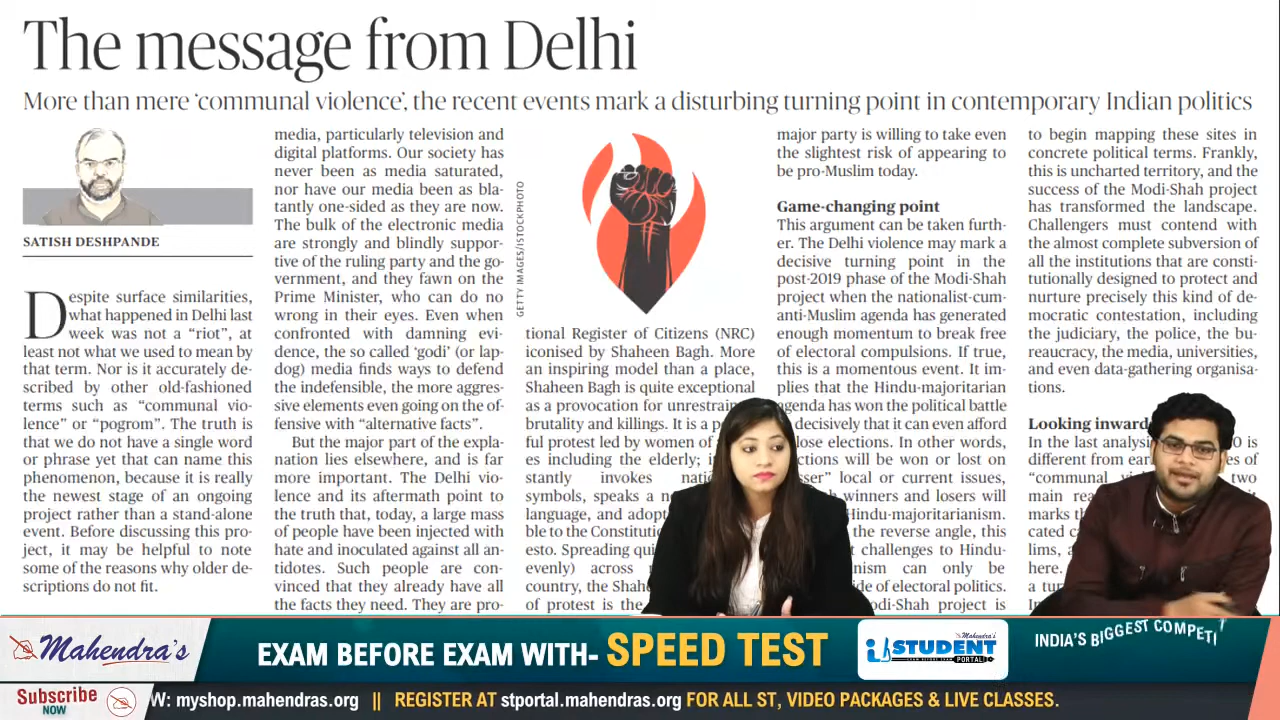 The message from Delhi
More than mere ‘communal violence’, the recent events mark a disturbing turning point in contemporary Indian politics
SATISH DESHPANDE
Despite surface similarities,
what happened in Delhi last
week was not a “riot”, at
least not what we used to mean by
that term. Nor is it accurately de-
scribed by other old-fashioned
terms such as “communal vio-
lence” or “pogrom”. The truth is
that we do not have a single word
or phrase yet that can name this
phenomenon, because it is really
the newest stage of an ongoing
project rather than a stand-alone
event. Before discussing this pro-
ject, it may be helpful to note
some of the reasons why older de-
scriptions do not fit.
media, particularly television and
digital platforms. Our society has
never been as media saturated,
nor have our media been as bla-
tantly one-sided as they are now.
The bulk of the electronic media
are strongly and blindly suppor-
tive of the ruling party and the go-
vernment, and they fawn on the
Prime Minister, who can do no
wrong in their eyes. Even when
confronted with damning evi-
dence, the so called ‘godi’ (or lap-
dog) media finds ways to defend
the indefensible, the more aggres-
sive elements even going on the of-
fensive with “alternative facts”.
But the major part of the expla-
nation lies elsewhere, and is far
more important. The Delhi vio-
lence and its aftermath point to
the truth that, today, a large mass
of people have been injected with
hate and inoculated against all an-
tidotes. Such people are con-
vinced that they already have all
the facts they need. They are pro-
GETTY IMAGES/ISTOCKPHOTO
tional Register of Citizens (NRC)
iconised by Shaheen Bagh. More
an inspiring model than a place,
Shaheen Bagh is quite exceptional
as a provocation for unrestrain
brutality and killings. It is a p
ful protest led by women of
es including the elderly; i
stantly invokes nati
symbols, speaks a n
language, and adopt
ble to the Constituti
esto. Spreading qui
evenly) across
country, the Shah
of protest is the
major party is willing to take even
the slightest risk of appearing to
be pro-Muslim today.
Game-changing point
This argument can be taken furth-
er. The Delhi violence may mark a
decisive turning point in the
post-2019 phase of the Modi-Shah
project when the nationalist-cum-
anti-Muslim agenda has generated
enough momentum to break free
of electoral compulsions. If true,
this is a momentous event. It im-
plies that the Hindu-majoritarian
agenda has won the political battle
decisively that it can even afford
lose elections. In other words,
ctions will be won or lost on
sser” local or current issues,
h winners and losers will
Hindu-majoritarianism.
the reverse angle, this
t challenges to Hindu-
nism can only be
ide of electoral politics.
odi-Shah project is
to begin mapping these sites in
concrete political terms. Frankly,
this is uncharted territory, and the
success of the Modi-Shah project
has transformed the landscape.
Challengers must contend with
the almost complete subversion of
all the institutions that are consti-
tutionally designed to protect and
nurture precisely this kind of de-
mocratic contestation, including
the judiciary, the police, the bu-
reaucracy, the media, universities,
and even data-gathering organisa-
tions.
Looking inward
In the last analysi 0 is
different from ear es of
“communal vi two
main rea
marks t
cated c
lims, a
here.
a tur
Mahendra's
EXAM BEFORE EXAM WITH- SPEED TEST
Mahendra's
STUDENT
PORTAL
INDIA'S BIGGEST COMPETI
Subscribe
NOW
W: myshop.mahendras.org || REGISTER AT stportal.mahendras.org FOR ALL ST, VIDEO PACKAGES & LIVE CLASSES.